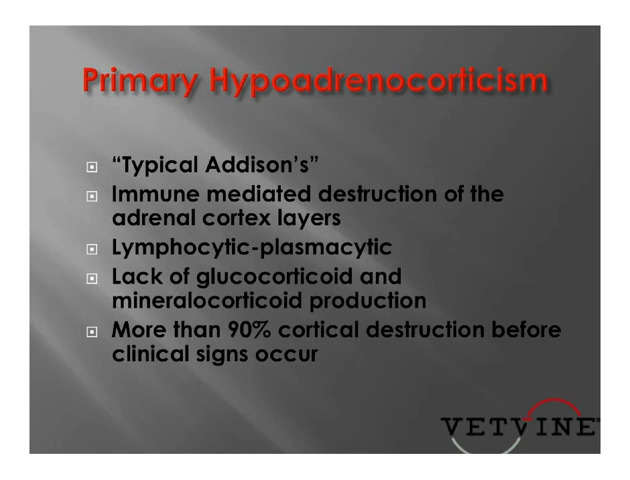 Primary Hypoadrenocorticism
“Typical Addison’s”
Immune mediated destruction of the
adrenal cortex layers
Lymphocytic-plasmacytic
Lack of glucocorticoid and
mineralocorticoid production
More than 90% cortical destruction before
clinical signs occur
VETVINE